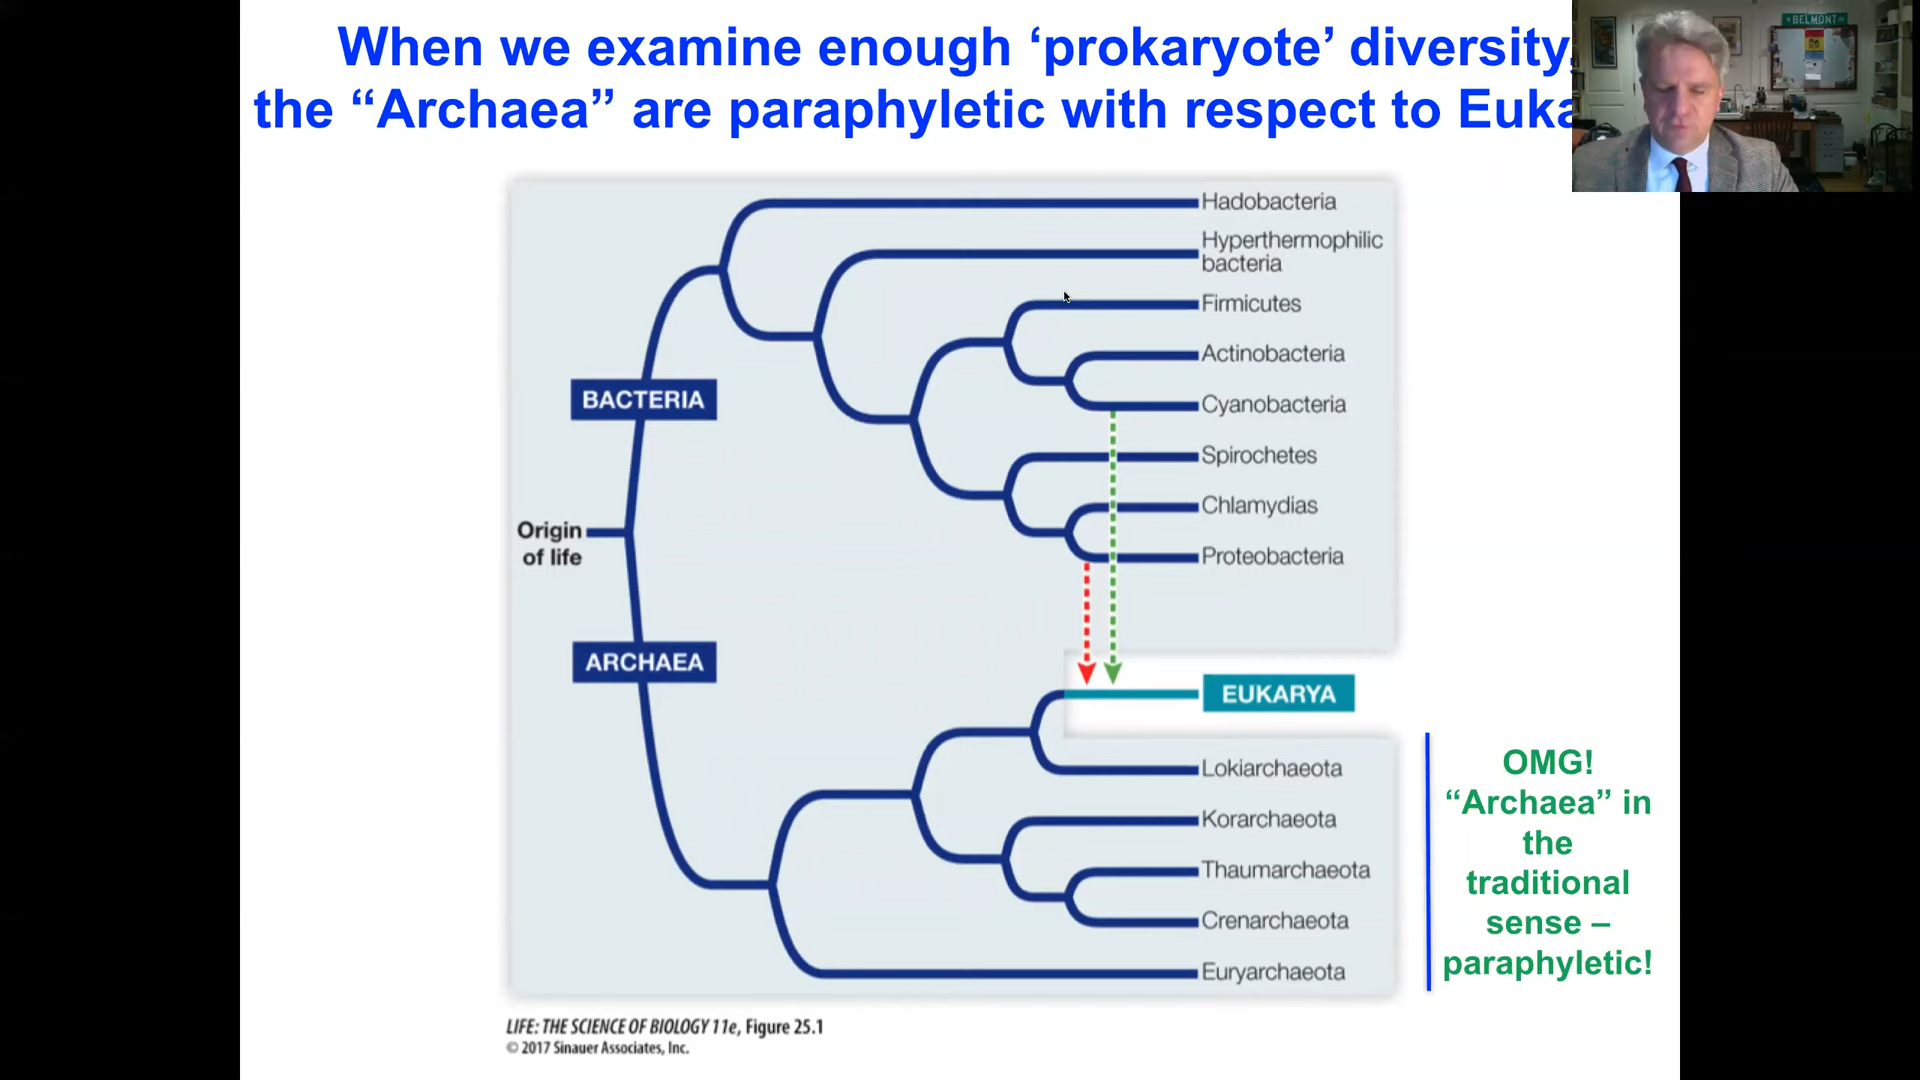 When we examine enough ‘prokaryote’ diversity,
the “Archaea” are paraphyletic with respect to Euka
BELMONT
Hadobacteria
Hyperthermophilic
bacteria
Firmicutes
Actinobacteria
BACTERIA
Cyanobacteria
Spirochetes
Chlamydias
Origin
of life
Proteobacteria
ARCHAEA
EUKARYA
Lokiarchaeota
Korarchaeota
Thaumarchaeota
Crenarchaeota
Euryarchaeota
OMG!
“Archaea” in
the
traditional
sense –
paraphyletic!
LIFE: THE SCIENCE OF BIOLOGY 11e, Figure 25.1
© 2017 Sinauer Associates, Inc.